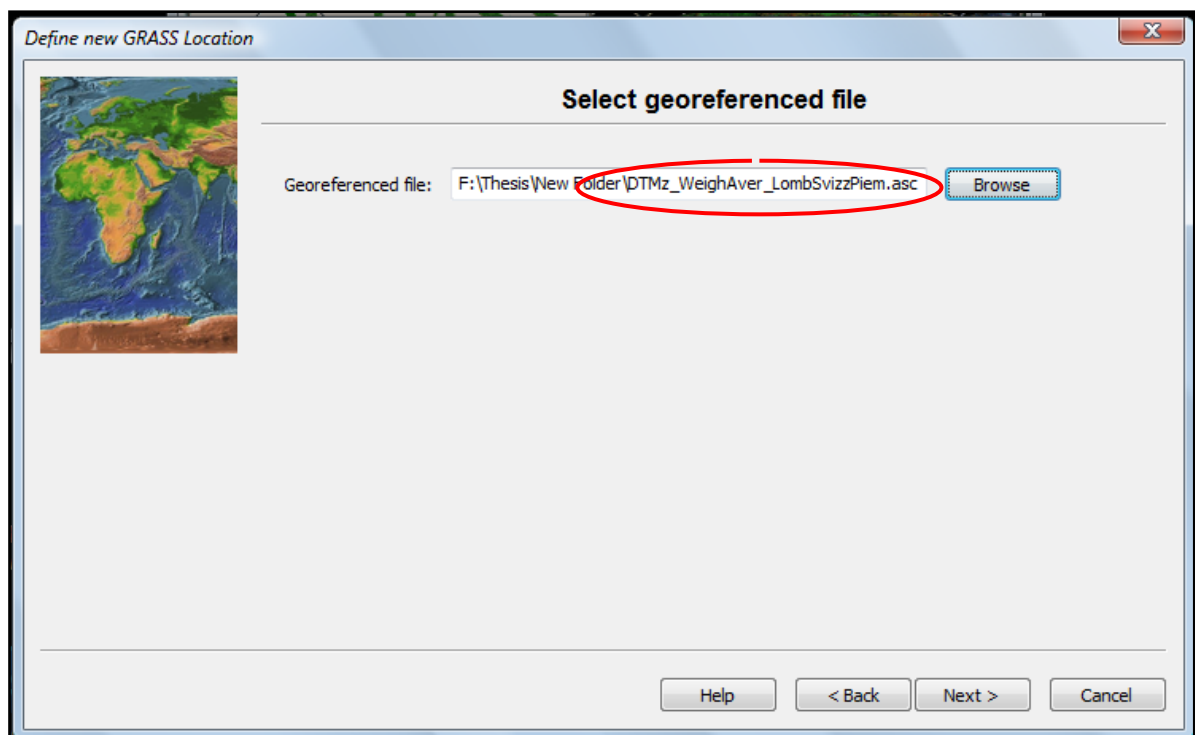 Define new GRASS Location
Select georeferenced file
Georeferenced file: F:\Thesis\New Folder\DTMz_WeighAver_LombSvizzPiem.asc Browse
Help < Back Next > Cancel